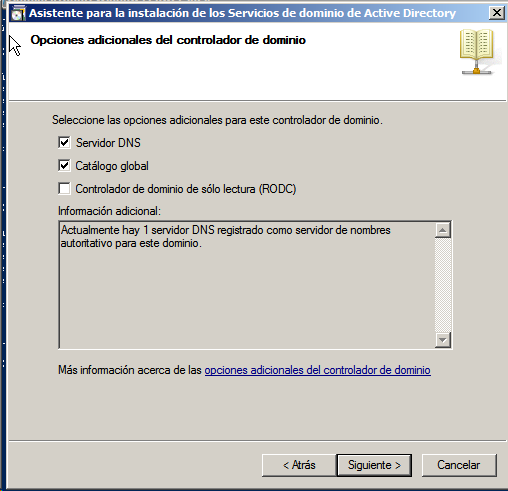 Asistente para la instalación de los Servicios de dominio de Active Directory
Opciones adicionales del controlador de dominio
Seleccione las opciones adicionales para este controlador de dominio.
Servidor DNS
Catálogo global
Controlador de dominio de sólo lectura (RODC)
Información adicional:
Actualmente hay 1 servidor DNS registrado como servidor de nombres
autoritativo para este dominio.
Más información acerca de las opciones adicionales del controlador de dominio
< Atrás
Siguiente >
Cancelar